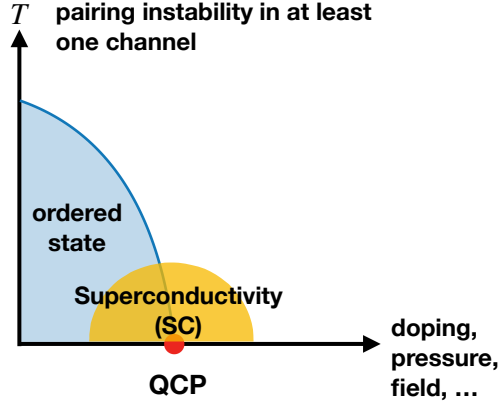 T
pairing instability in at least
one channel
ordered
state
Superconductivity
(SC)
QCP
doping,
pressure,
field, ...